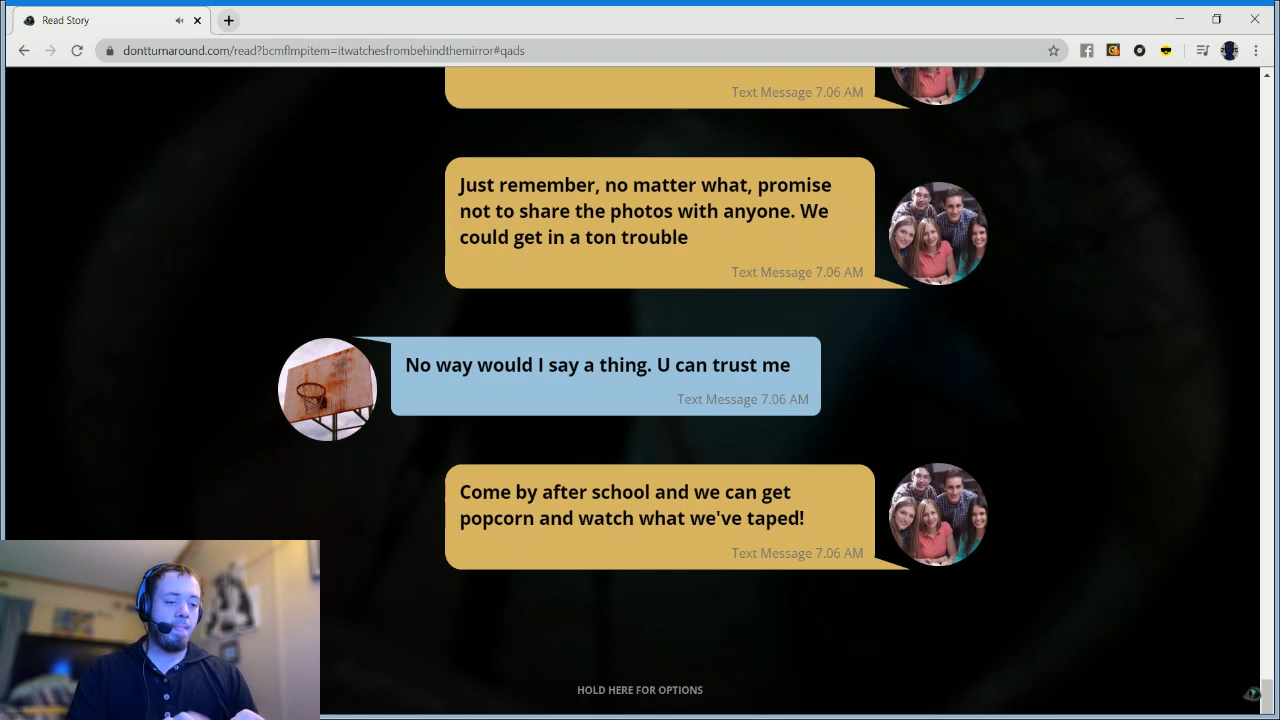 Read Story
dontturnaround.com/read?bcmflmpitem=itwatchesfrombehindthemirror#qads
Text Message 7.06 AM
Just remember, no matter what, promise
not to share the photos with anyone. We
could get in a ton trouble
Text Message 7.06 AM
No way would I say a thing. U can trust me
Text Message 7.06 AM
Come by after school and we can get
popcorn and watch what we've taped!
Text Message 7.06 AM
HOLD HERE FOR OPTIONS